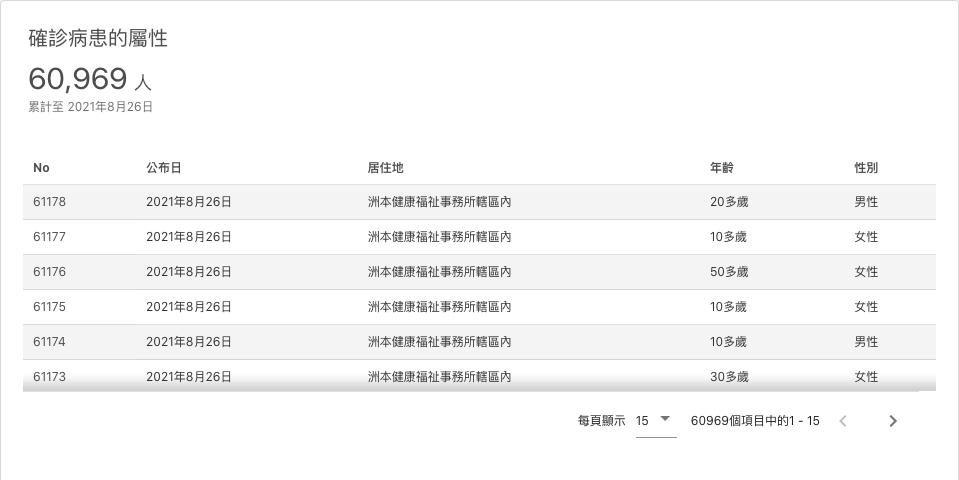 確診病患的屬性
60,969 人
累計至 2021年8月26日
No 公布日 居住地 年齡 性別
61178 2021年8月26日 洲本健康福祉事務所轄區內 20多歲 男性
61177 2021年8月26日 洲本健康福祉事務所轄區內 10多歲 女性
61176 2021年8月26日 洲本健康福祉事務所轄區內 50多歲 女性
61175 2021年8月26日 洲本健康福祉事務所轄區內 10多歲 女性
61174 2021年8月26日 洲本健康福祉事務所轄區內 10多歲 男性
61173 2021年8月26日 洲本健康福祉事務所轄區內 30多歲 女性
每頁顯示 15 60969個項目中的1 - 15